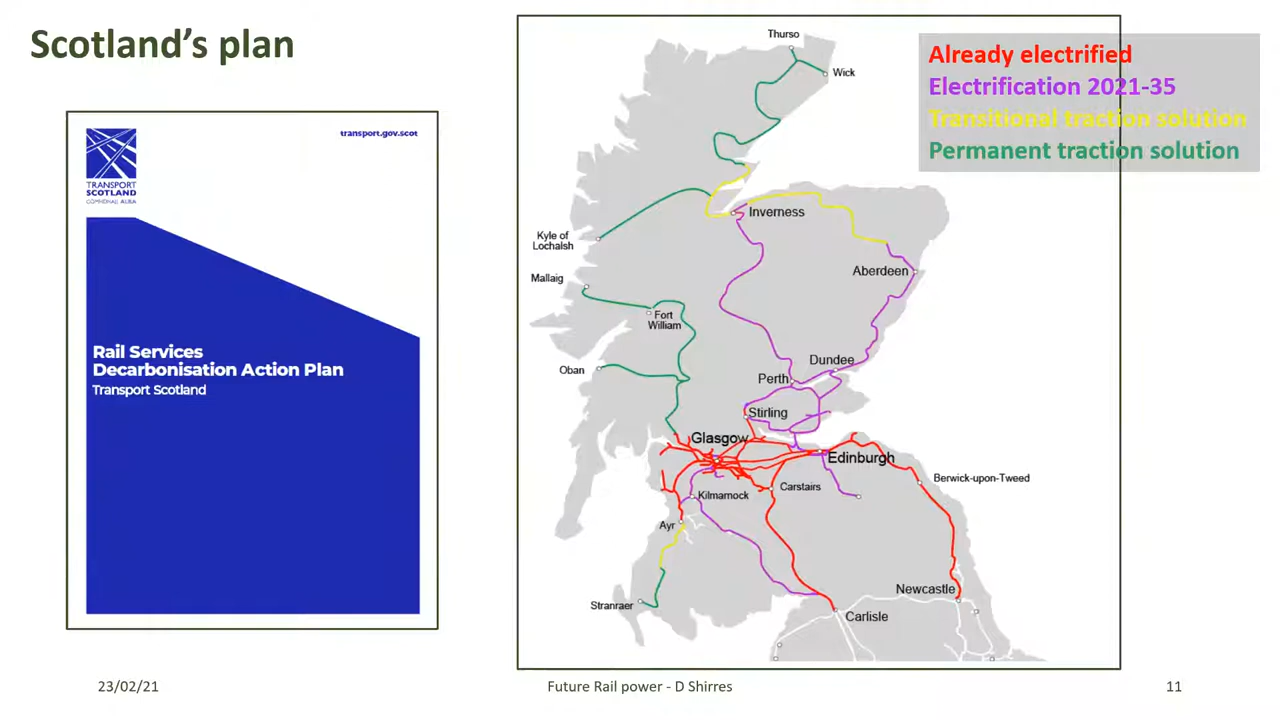 Scotland's plan
transport.gov.scot
TRANSPORT
SCOTLAND
CÒMHDHAIL ALBA
Rail Services
Decarbonisation Action Plan
Transport Scotland
Already electrified
Electrification 2021-35
Transitional traction solution
Permanent traction solution
Thurso
Wick
Inverness
Kyle of
Lochalsh
Aberdeen
Mallaig
Fort
William
Dundee
Oban
Perth
Stirling
Glasgow
Edinburgh
Berwick-upon-Tweed
Carstairs
Kilmarnock
Ayr
Newcastle
Stranraer
Carlisle
23/02/21
Future Rail power - D Shirres
11